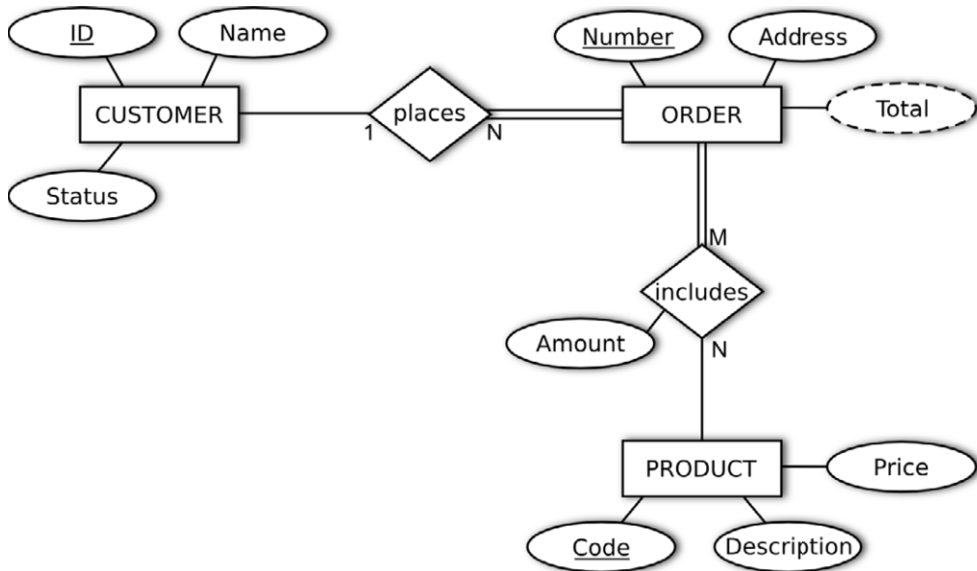 ID
Name
Number
Address
CUSTOMER
1
places
N
ORDER
Total
Status
M
includes
Amount
N
PRODUCT
Price
Code
Description